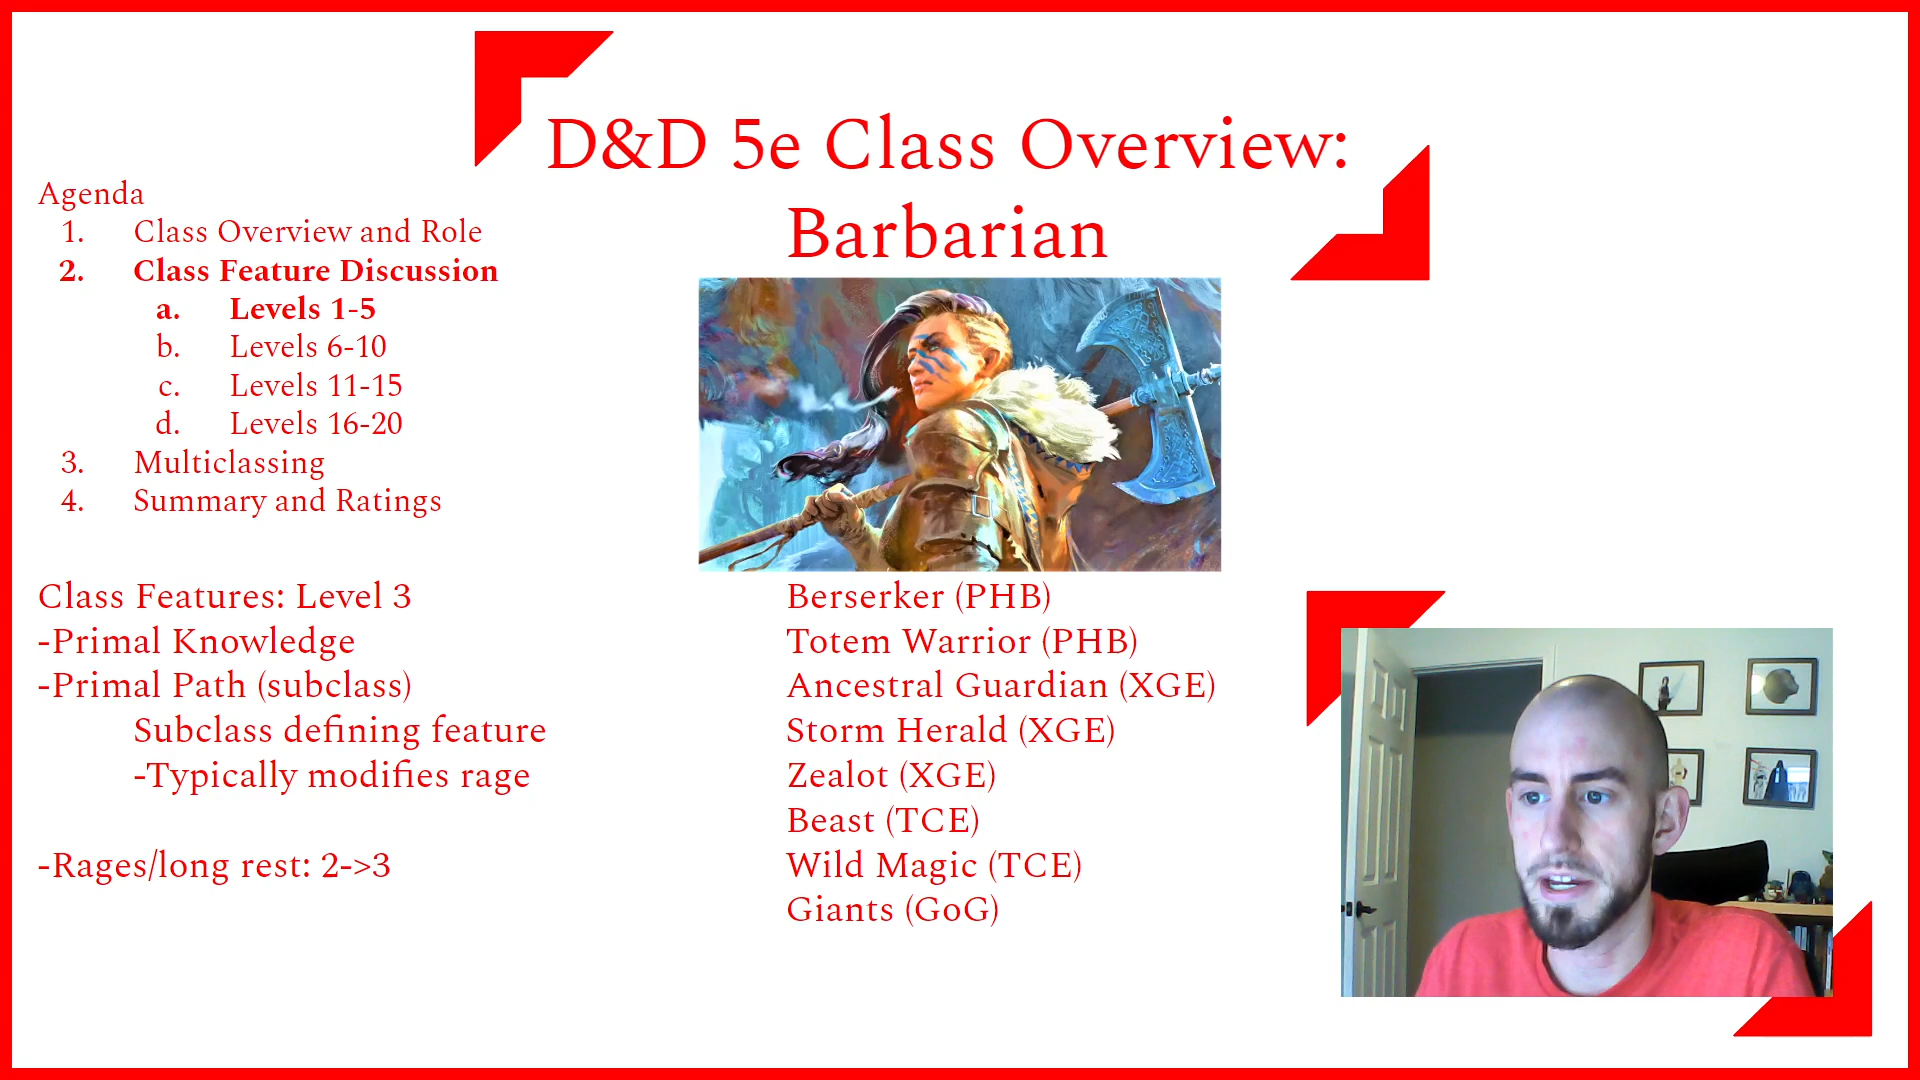 D&D 5e Class Overview:
Barbarian
Agenda
1. Class Overview and Role
2. Class Feature Discussion
a. Levels 1-5
b. Levels 6-10
c. Levels 11-15
d. Levels 16-20
3. Multiclassing
4. Summary and Ratings
Class Features: Level 3
-Primal Knowledge
-Primal Path (subclass)
Subclass defining feature
-Typically modifies rage
-Rages/long rest: 2->3
Berserker (PHB)
Totem Warrior (PHB)
Ancestral Guardian (XGE)
Storm Herald (XGE)
Zealot (XGE)
Beast (TCE)
Wild Magic (TCE)
Giants (GoG)